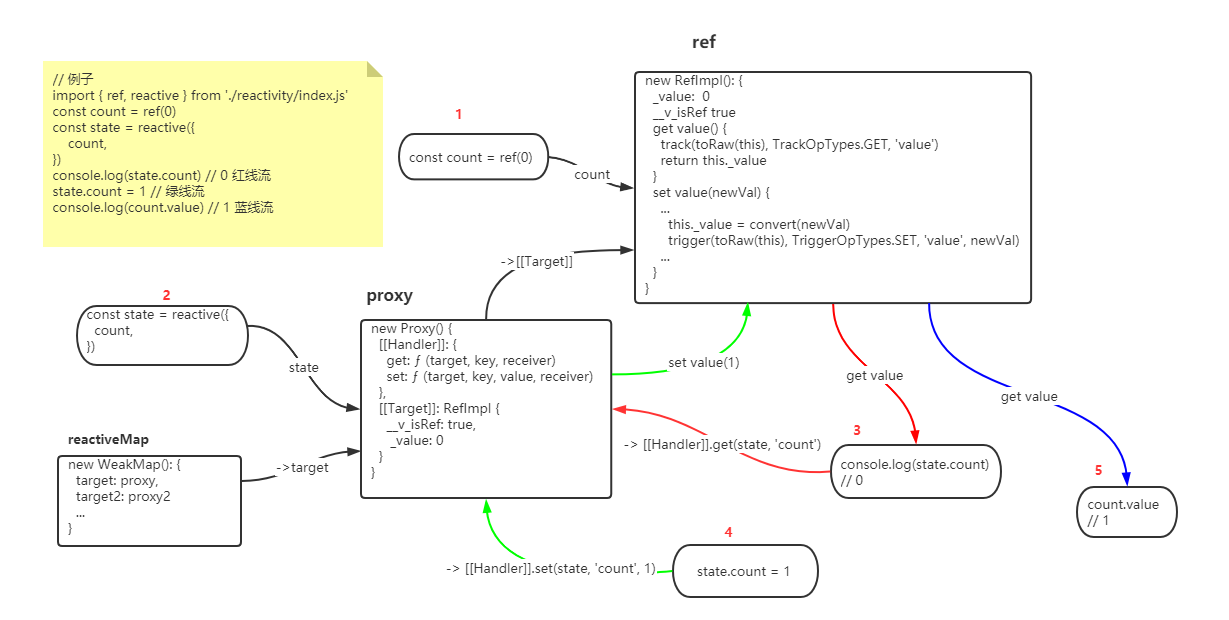 ref
// 例子
import { ref, reactive } from './reactivity/index.js'
const count = ref(0)
const state = reactive({
count,
})
console.log(state.count) // 0 红线流
state.count = 1 // 绿线流
console.log(count.value) // 1 蓝线流
1
const count = ref(0)
count
new RefImpl(): {
_value: 0
__v_isRef true
get value() {
track(toRaw(this), TrackOpTypes.GET, 'value')
return this._value
}
set value(newVal) {
...
this._value = convert(newVal)
trigger(toRaw(this), TriggerOpTypes.SET, 'value', newVal)
...
}
}
->[[Target]]
2
const state = reactive({
count,
})
state
proxy
new Proxy() {
[[Handler]]: {
get: ƒ (target, key, receiver)
set: ƒ (target, key, value, receiver)
},
[[Target]]: RefImpl {
__v_isRef: true,
_value: 0
}
}
set value(1)
get value
get value
reactiveMap
new WeakMap(): {
target: proxy,
target2: proxy2
...
}
->target
-> [[Handler]].get(state, 'count')
3
console.log(state.count)
// 0
5
count.value
// 1
-> [[Handler]].set(state, 'count', 1)
4
state.count = 1